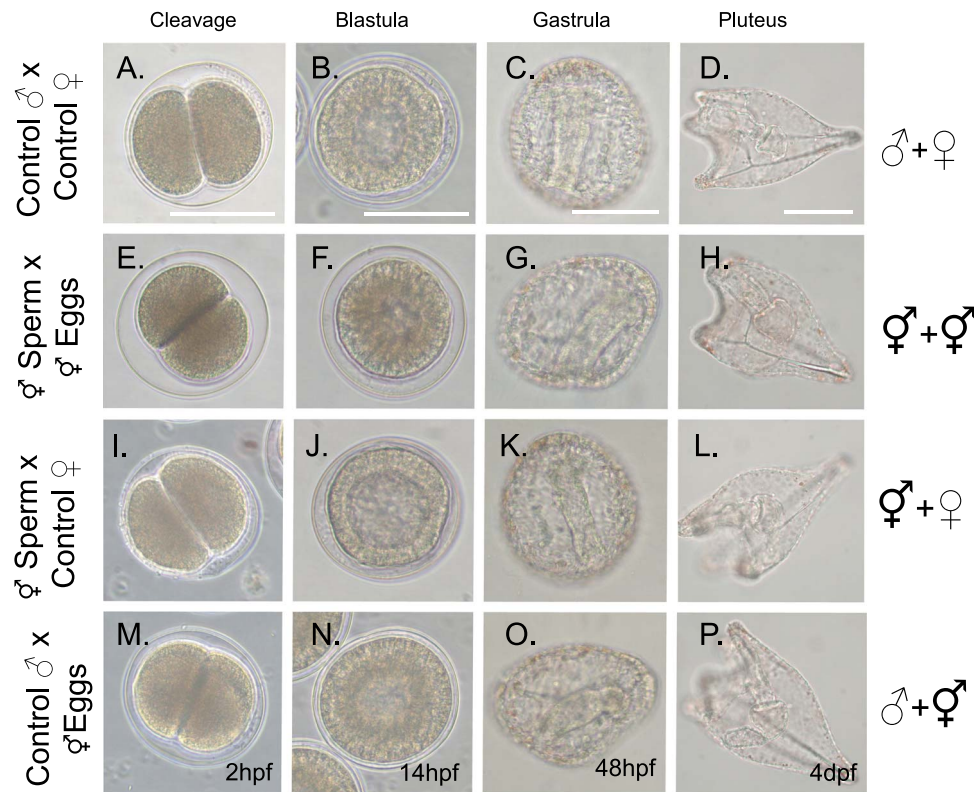 Cleavage Blastula Gastrula Pluteus
Control ♂ x
Control ♀
A. B. C. D.
♂+♀
⚥ Sperm x
⚥ Eggs
E. F. G. H.
⚥+⚥
⚥ Sperm x
Control ♀
I. J. K. L.
⚥+♀
Control ♂ x
⚥Eggs
M. N. O. P.
♂+⚥
2hpf 14hpf 48hpf 4dpf